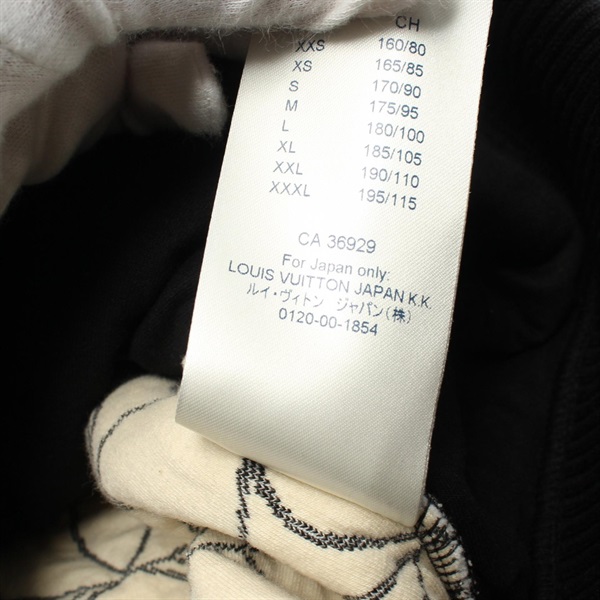 CH
XXS 160/80
XS 165/85
S 170/90
M 175/95
L 180/100
XL 185/105
XXL 190/110
XXXL 195/115
CA 36929
For Japan only:
LOUIS VUITTON JAPAN K.K.
ルイ・ヴィトン ジャパン(株)
0120-00-1854